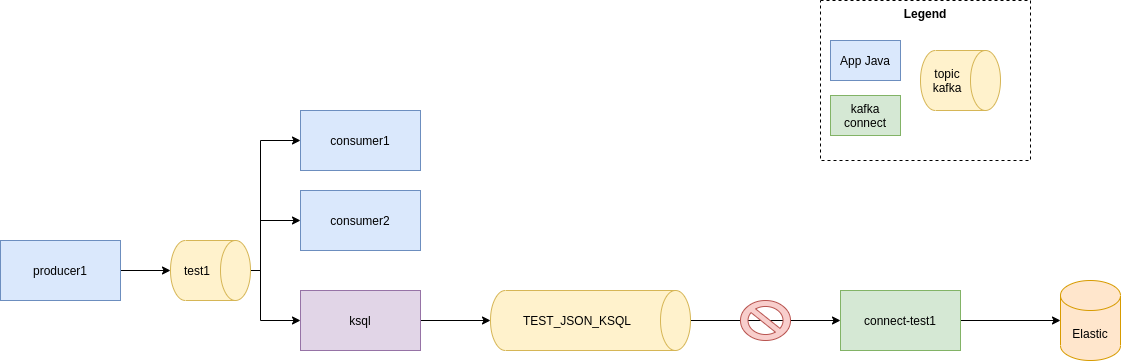 Legend
App Java
topic
kafka
kafka
connect
consumer1
consumer2
producer1
test1
ksql
TEST_JSON_KSQL
connect-test1
Elastic